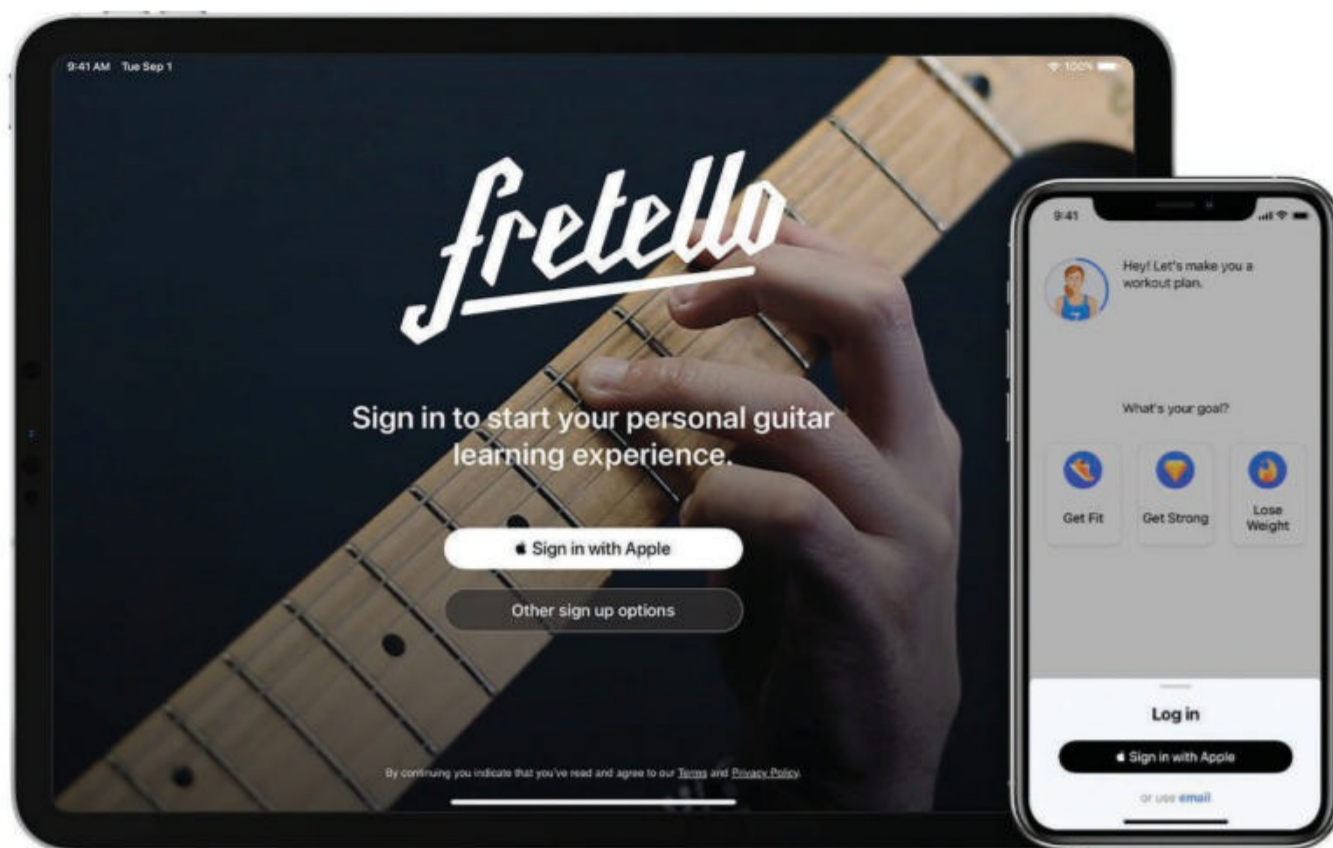 9:41 AM Tue Sep 1
100%
fretello
Sign in to start your personal guitar
learning experience.
Sign in with Apple
Other sign up options
By continuing you indicate that you've read and agree to our Terms and Privacy Policy.
9:41
Hey! Let's make you a
workout plan.
What's your goal?
Get Fit
Get Strong
Lose
Weight
Log in
Sign in with Apple
or use email